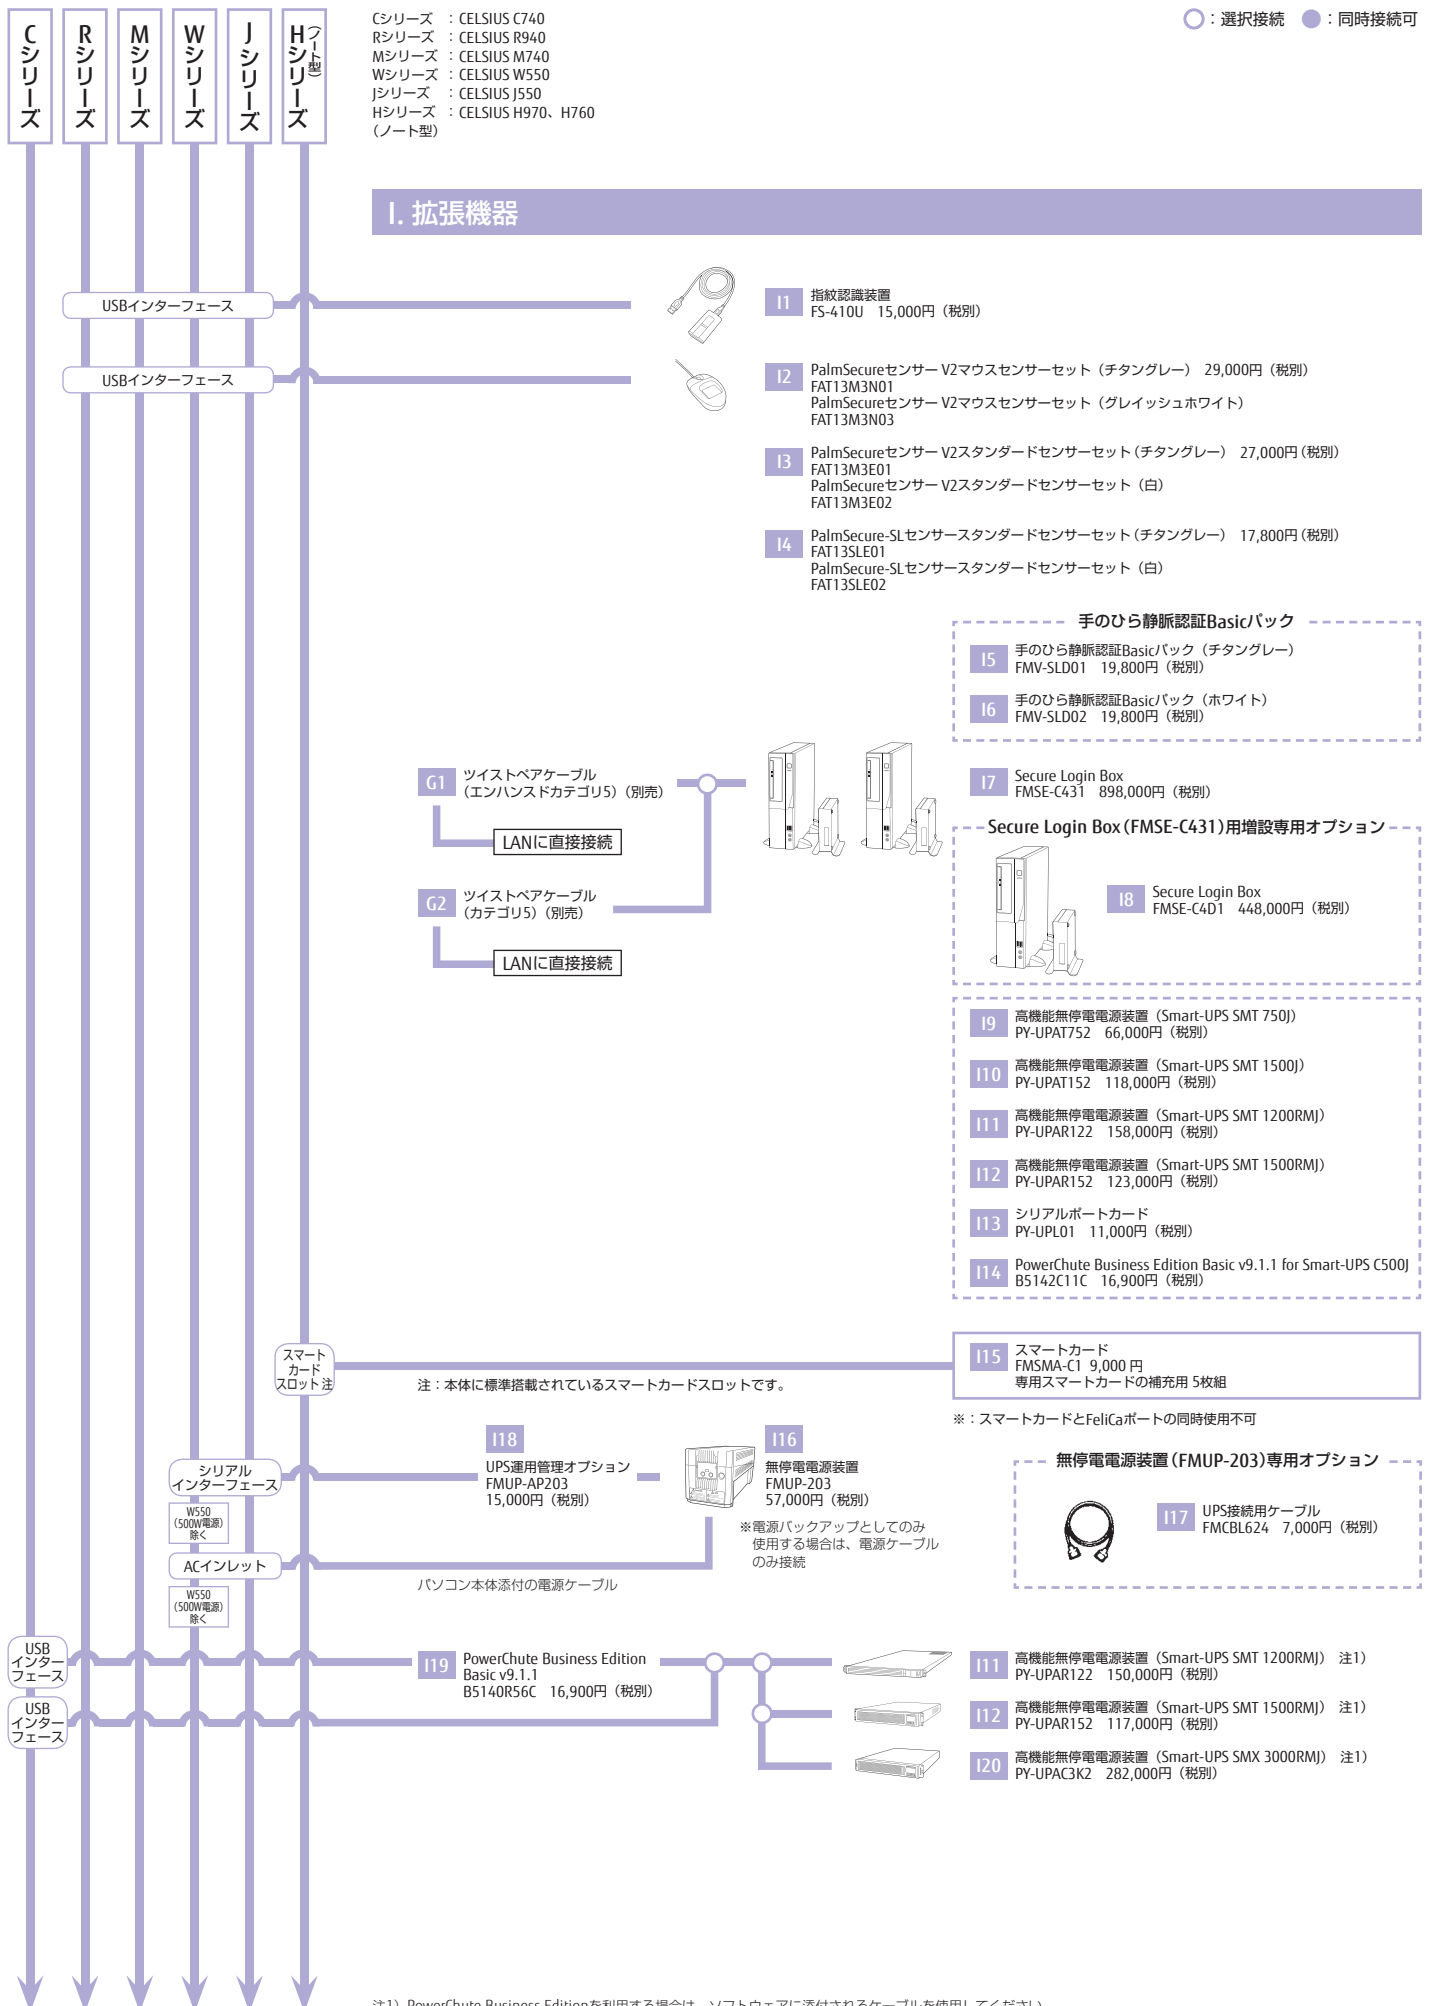 Cシリーズ
Rシリーズ
Mシリーズ
Wシリーズ
Jシリーズ
Hシリーズ
(ノート型)
Cシリーズ ：CELSIUS C740
Rシリーズ ：CELSIUS R940
Mシリーズ ：CELSIUS M740
Wシリーズ ：CELSIUS W550
Jシリーズ ：CELSIUS J550
Hシリーズ ：CELSIUS H970、H760
（ノート型）
○：選択接続 ●：同時接続可
I. 拡張機器
USBインターフェース
I1 指紋認識装置
FS-410U 15,000円（税別）
USBインターフェース
I2 PalmSecureセンサー V2マウスセンサーセット（チタングレー） 29,000円（税別）
FAT13M3N01
PalmSecureセンサー V2マウスセンサーセット（グレイッシュホワイト）
FAT13M3N03
I3 PalmSecureセンサー V2スタンダードセンサーセット（チタングレー） 27,000円（税別）
FAT13M3E01
PalmSecureセンサー V2スタンダードセンサーセット（白）
FAT13M3E02
I4 PalmSecure-SLセンサースタンダードセンサーセット（チタングレー） 17,800円（税別）
FAT13SLE01
PalmSecure-SLセンサースタンダードセンサーセット（白）
FAT13SLE02
手のひら静脈認証Basicパック
I5 手のひら静脈認証Basicパック（チタングレー）
FMV-SLD01 19,800円（税別）
I6 手のひら静脈認証Basicパック（ホワイト）
FMV-SLD02 19,800円（税別）
G1 ツイストペアケーブル
（エンハンスドカテゴリ5）（別売）
LANに直接接続
G2 ツイストペアケーブル
（カテゴリ5）（別売）
LANに直接接続
I7 Secure Login Box
FMSE-C431 898,000円（税別）
Secure Login Box（FMSE-C431）用増設専用オプション
I8 Secure Login Box
FMSE-C4D1 448,000円（税別）
I9 高機能無停電電源装置（Smart-UPS SMT 750J）
PY-UPAT752 66,000円（税別）
I10 高機能無停電電源装置（Smart-UPS SMT 1500J）
PY-UPAT152 118,000円（税別）
I11 高機能無停電電源装置（Smart-UPS SMT 1200RMJ）
PY-UPAR122 158,000円（税別）
I12 高機能無停電電源装置（Smart-UPS SMT 1500RMJ）
PY-UPAR152 123,000円（税別）
I13 シリアルポートカード
PY-UPL01 11,000円（税別）
I14 PowerChute Business Edition Basic v9.1.1 for Smart-UPS C500J
B5142C11C 16,900円（税別）
スマート
カード
スロット 注
注：本体に標準搭載されているスマートカードスロットです。
I15 スマートカード
FMSMA-C1 9,000 円
専用スマートカードの補充用 5枚組
※：スマートカードとFeliCaポートの同時使用不可
シリアル
インターフェース
W550
（500W電源）
除く
I18
UPS運用管理オプション
FMUP-AP203
15,000円（税別）
I16
無停電電源装置
FMUP-203
57,000円（税別）
※電源バックアップとしてのみ
使用する場合は、電源ケーブル
のみ接続
無停電電源装置（FMUP-203）専用オプション
I17 UPS接続用ケーブル
FMCBL624 7,000円（税別）
ACインレット
W550
（500W電源）
除く
パソコン本体添付の電源ケーブル
USB
インター
フェース
USB
インター
フェース
I19 PowerChute Business Edition
Basic v9.1.1
B5140R56C 16,900円（税別）
I11 高機能無停電電源装置（Smart-UPS SMT 1200RMJ） 注1）
PY-UPAR122 150,000円（税別）
I12 高機能無停電電源装置（Smart-UPS SMT 1500RMJ） 注1）
PY-UPAR152 117,000円（税別）
I20 高機能無停電電源装置（Smart-UPS SMX 3000RMJ） 注1）
PY-UPAC3K2 282,000円（税別）
注1）PowerChute Business Editionを利用する場合は、ソフトウェアに添付されるケーブルを使用してください